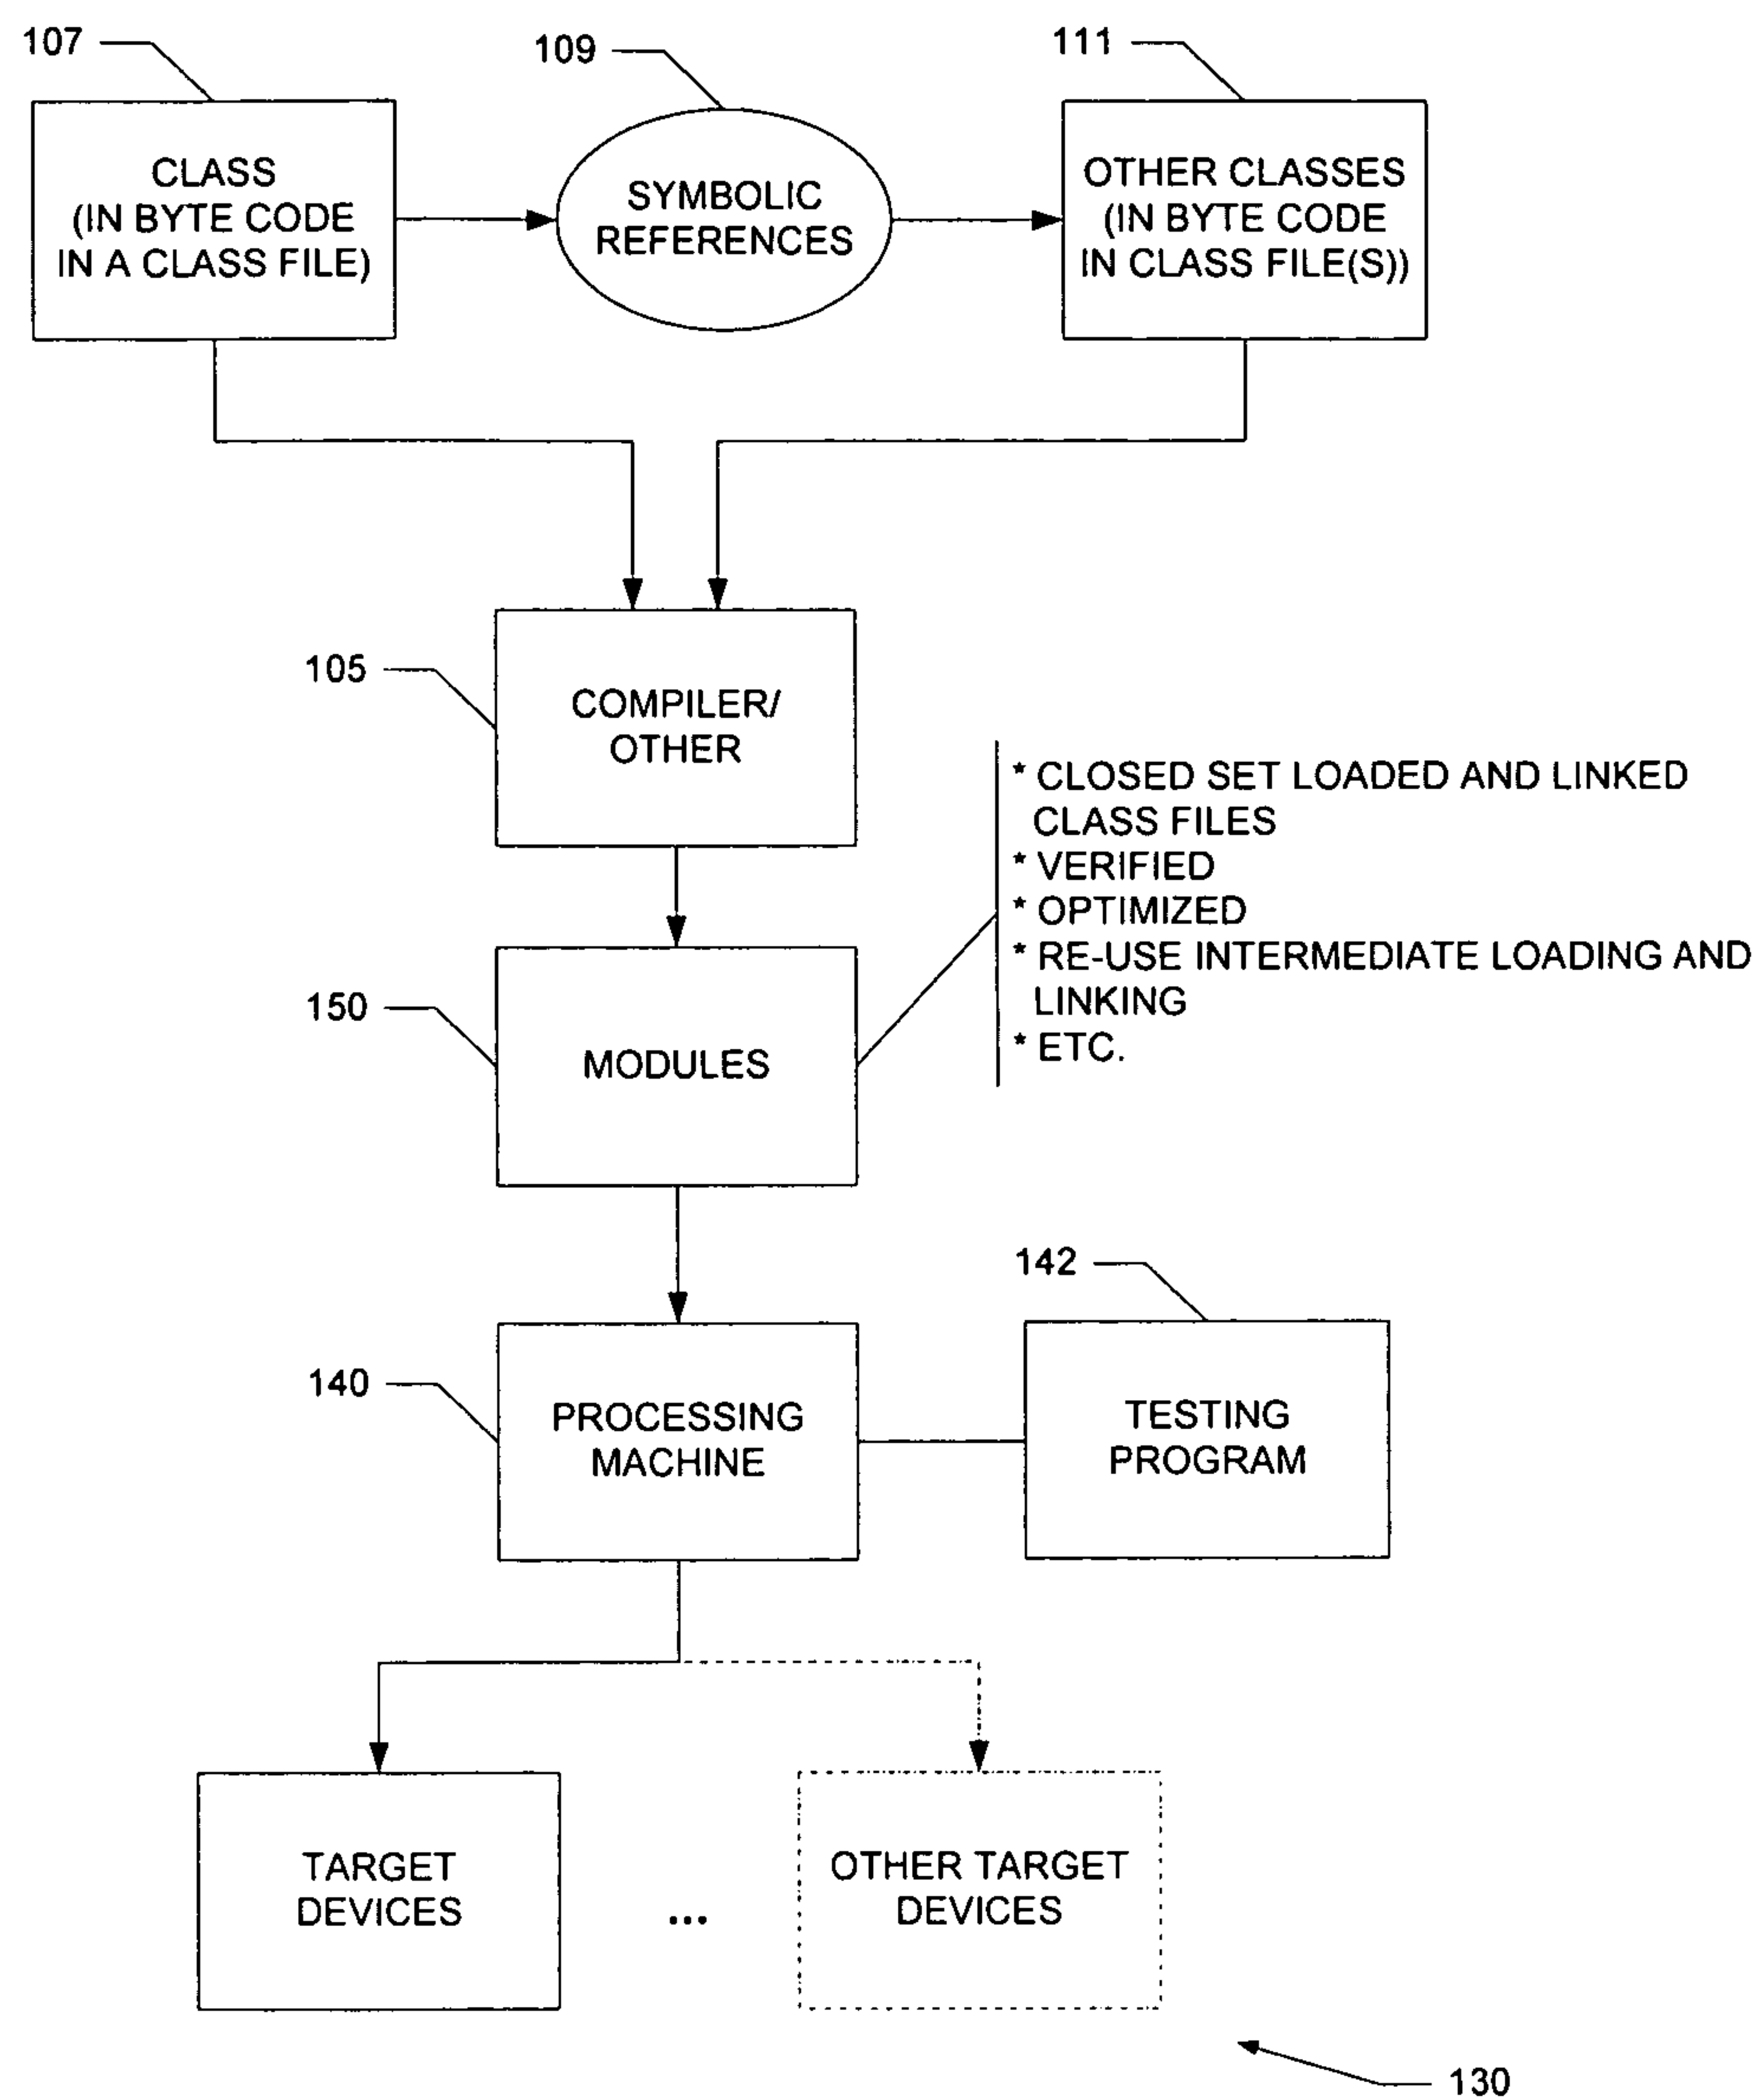 107
109
111
CLASS
(IN BYTE CODE
IN A CLASS FILE)
SYMBOLIC
REFERENCES
OTHER CLASSES
(IN BYTE CODE
IN CLASS FILE(S))
105
COMPILER/
OTHER
* CLOSED SET LOADED AND LINKED
CLASS FILES
* VERIFIED
* OPTIMIZED
* RE-USE INTERMEDIATE LOADING AND
LINKING
* ETC.
150
MODULES
142
140
PROCESSING
MACHINE
TESTING
PROGRAM
TARGET
DEVICES
...
OTHER TARGET
DEVICES
130